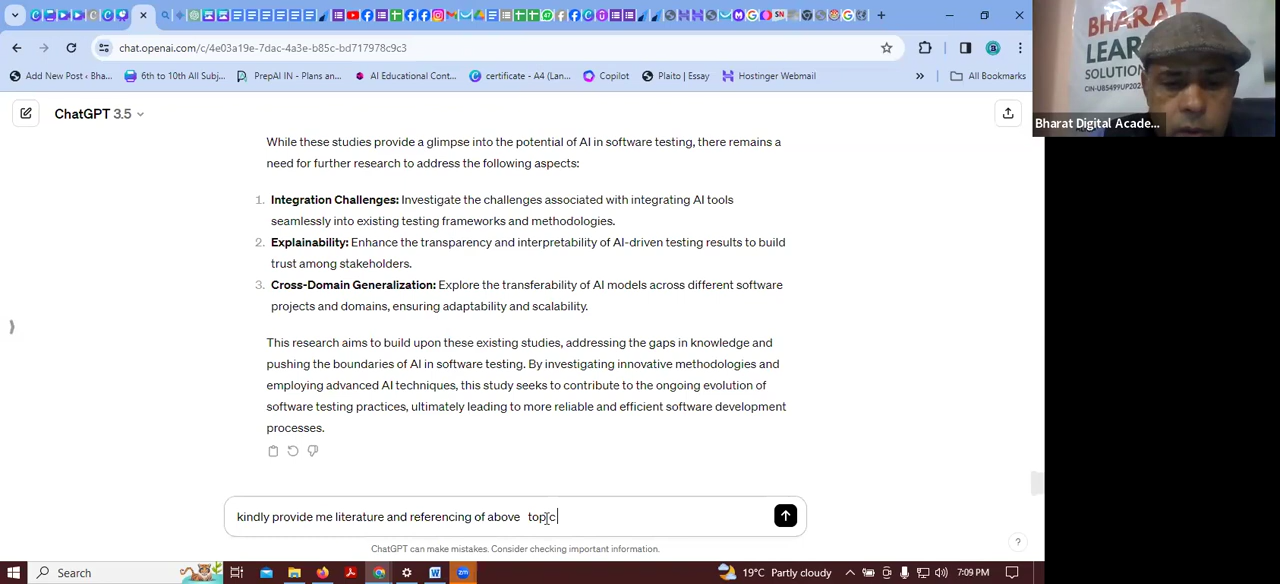 chat.openai.com/c/4e03a19e-7dac-4a3e-b85c-bd717978c9c3
Add New Post ‹ Bha...
6th to 10th All Subj...
PrepAI IN - Plans an...
AI Educational Cont...
certificate - A4 (Lan...
Copilot
Plaito | Essay
Hostinger Webmail
»
All Bookmarks
ChatGPT 3.5
While these studies provide a glimpse into the potential of AI in software testing, there remains a
need for further research to address the following aspects:
1. Integration Challenges: Investigate the challenges associated with integrating AI tools
seamlessly into existing testing frameworks and methodologies.
2. Explainability: Enhance the transparency and interpretability of AI-driven testing results to build
trust among stakeholders.
3. Cross-Domain Generalization: Explore the transferability of AI models across different software
projects and domains, ensuring adaptability and scalability.
This research aims to build upon these existing studies, addressing the gaps in knowledge and
pushing the boundaries of AI in software testing. By investigating innovative methodologies and
employing advanced AI techniques, this study seeks to contribute to the ongoing evolution of
software testing practices, ultimately leading to more reliable and efficient software development
processes.
kindly provide me literature and referencing of above topic
ChatGPT can make mistakes. Consider checking important information.
?
Search
19°C Partly cloudy
7:09 PM
BHARAT
LEAR
SOLUTION
Bharat Digital Acade...